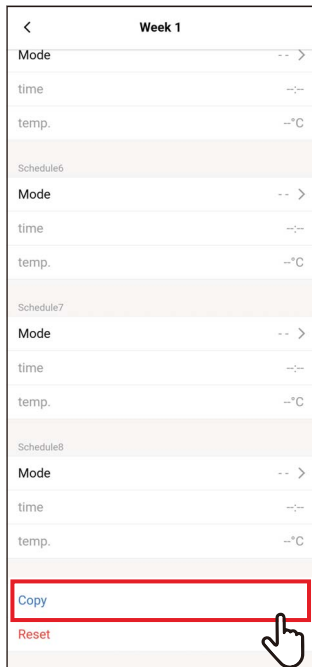 Week 1
Mode -- >
time --:--
temp. --°C
Schedule6
Mode -- >
time --:--
temp. --°C
Schedule7
Mode -- >
time --:--
temp. --°C
Schedule8
Mode -- >
time --:--
temp. --°C
Copy
Reset